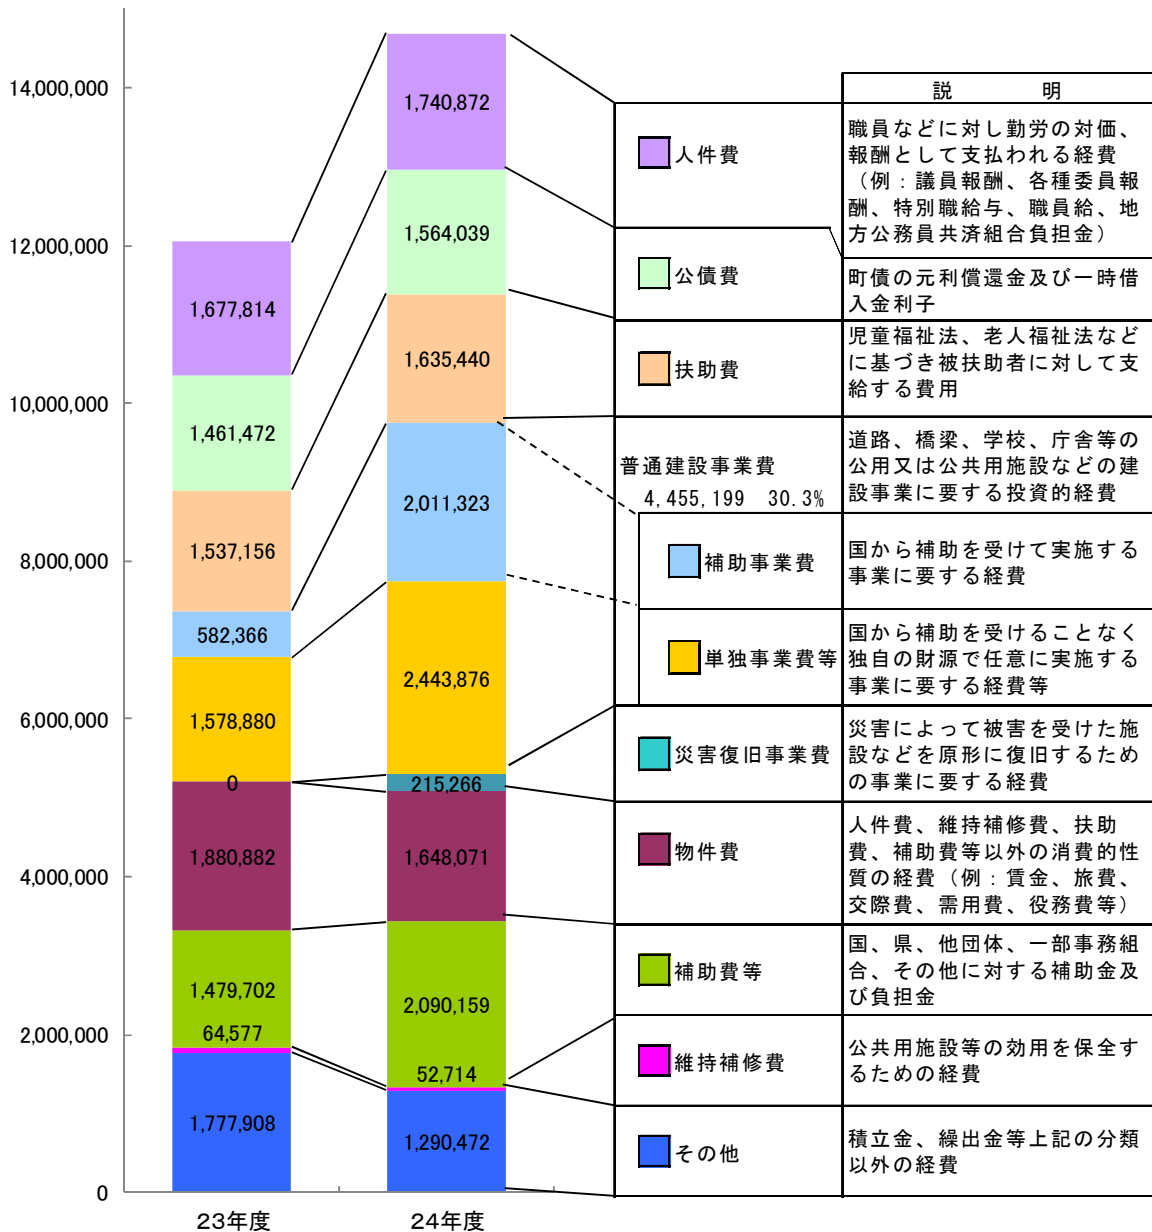 14,000,000
12,000,000
10,000,000
8,000,000
6,000,000
4,000,000
2,000,000
0
1,677,814
1,461,472
1,537,156
582,366
1,578,880
0
1,880,882
1,479,702
64,577
1,777,908
23年度
1,740,872
1,564,039
1,635,440
2,011,323
2,443,876
215,266
1,648,071
2,090,159
52,714
1,290,472
24年度
説 明
人件費
職員などに対し勤労の対価、
報酬として支払われる経費
（例：議員報酬、各種委員報
酬、特別職給与、職員給、地
方公務員共済組合負担金）
公債費
町債の元利償還金及び一時借
入金利子
扶助費
児童福祉法、老人福祉法など
に基づき被扶助者に対して支
給する費用
普通建設事業費
4,455,199 30.3%
道路、橋梁、学校、庁舎等の
公用又は公共用施設などの建
設事業に要する投資的経費
補助事業費
国から補助を受けて実施する
事業に要する経費
単独事業費等
国から補助を受けることなく
独自の財源で任意に実施する
事業に要する経費等
災害復旧事業費
災害によって被害を受けた施
設などを原形に復旧するため
の事業に要する経費
物件費
人件費、維持補修費、扶助
費、補助費等以外の消費的性
質の経費（例：賃金、旅費、
交際費、需用費、役務費等）
補助費等
国、県、他団体、一部事務組
合、その他に対する補助金及
び負担金
維持補修費
公共用施設等の効用を保全す
るための経費
その他
積立金、繰出金等上記の分類
以外の経費